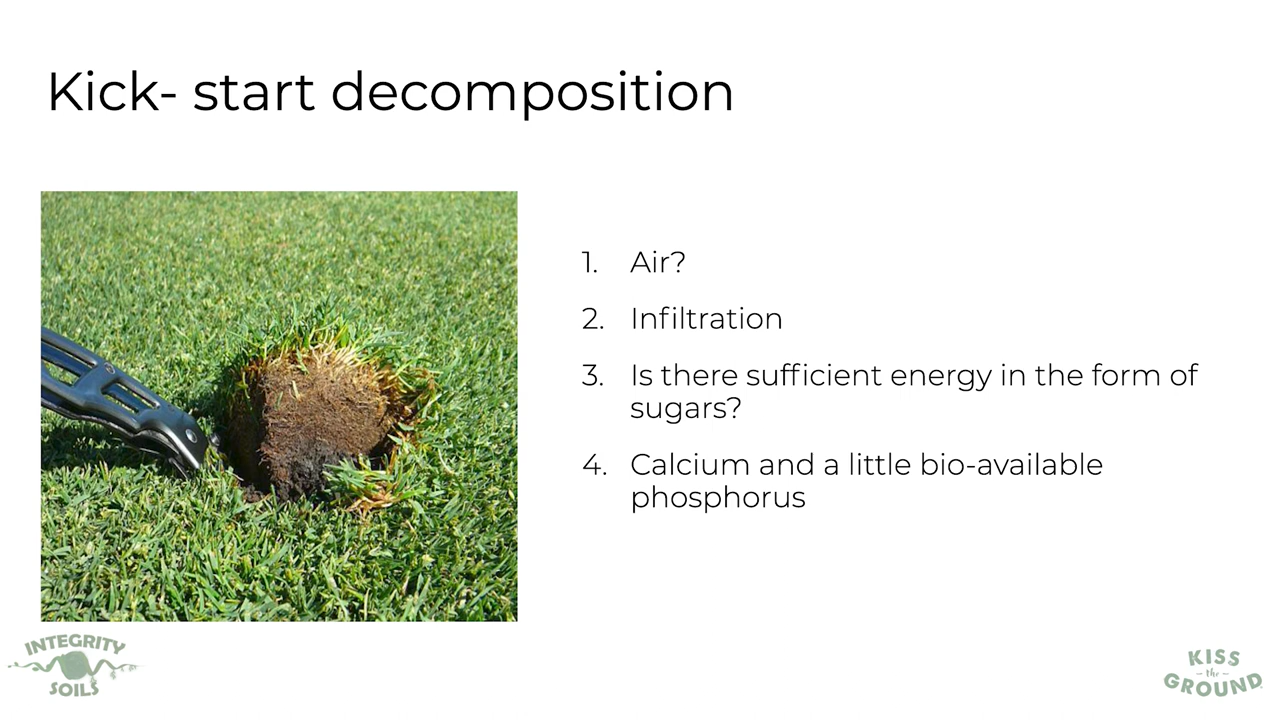 Kick- start decomposition
1. Air?
2. Infiltration
3. Is there sufficient energy in the form of
sugars?
4. Calcium and a little bio-available
phosphorus
INTEGRITY
SOILS
KISS
- the -
GROUND